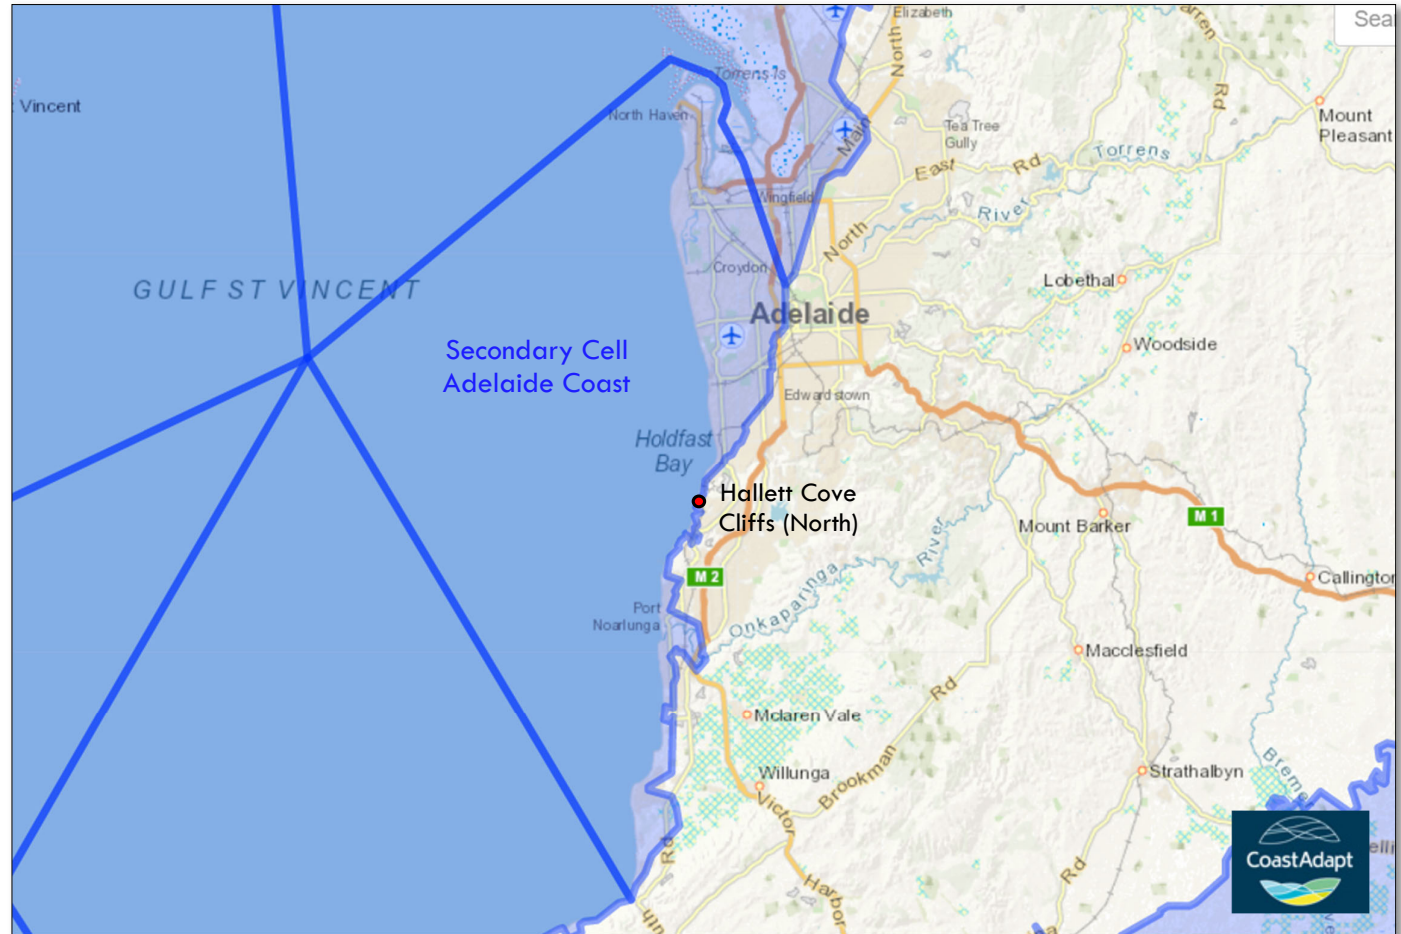 Elizabeth
Sea
Torrens Is
North
Rd
: Vincent
North Haven
Main
Tea Tree
Gully
Mount
Pleasant
East
Rd
Torrens
Wingfield
River
North
Croydon
Lobethal
GULF ST VINCENT
Adelaide
Woodside
Secondary Cell
Adelaide Coast
Edwardstown
Holdfast
Bay
Hallett Cove
Cliffs (North)
River
Mount Barker
M 1
M 2
Callington
Onkaparinga
Port
Noarlunga
Macclesfield
Rd
Mclaren Vale
Brookman
Willunga
Strathalbyn
Victor
Breme
Rd
Rd
CoastAdapt
elli
Harbor